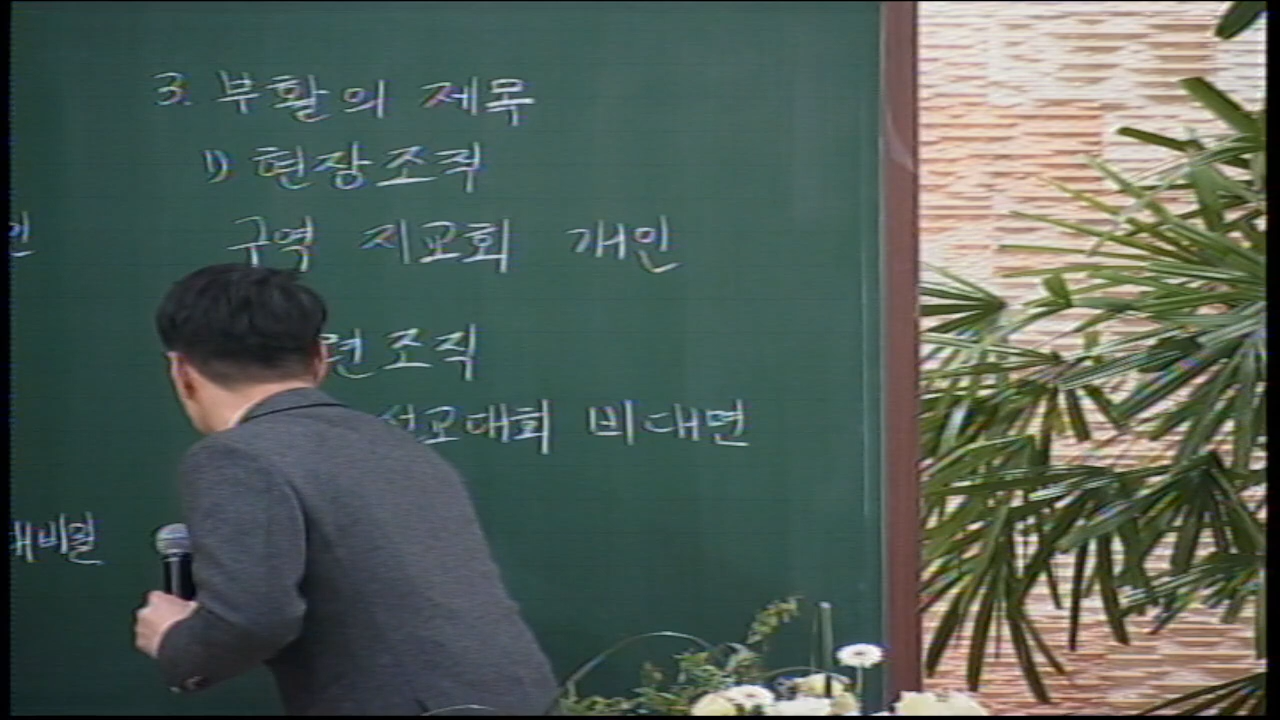 3. 부활의 제목
1) 현장조직
구역 지교회 개인
련조직
선교대회 비대면